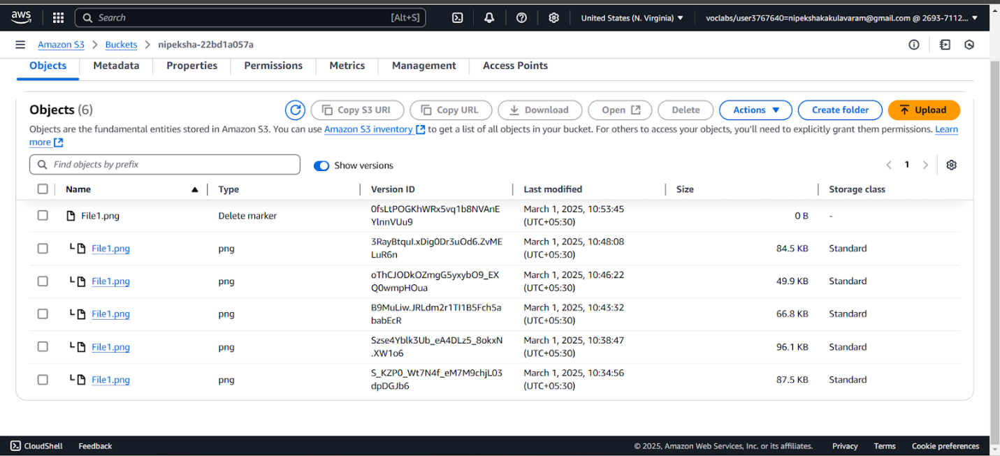 aws Search [Alt+S] United States (N. Virginia) voclabs/user3767640=nipekshakakulavaram@gmail.com @ 2693-7112...
Amazon S3 > Buckets > nipeksha-22bd1a057a
Objects Metadata Properties Permissions Metrics Management Access Points
Objects (6) Copy S3 URI Copy URL Download Open Delete Actions Create folder Upload
Objects are the fundamental entities stored in Amazon S3. You can use Amazon S3 inventory to get a list of all objects in your bucket. For others to access your objects, you'll need to explicitly grant them permissions. Learn
more
Find objects by prefix Show versions 1
Name Type Version ID Last modified Size Storage class
File1.png Delete marker 0fsLtPOGKhWRx5vq1b8NVAnE March 1, 2025, 10:53:45 0 B -
YlnnVUu9 (UTC+05:30)
File1.png png 3RayBtquI.xDig0Dr3uOd6.ZvME March 1, 2025, 10:48:08 84.5 KB Standard
LuR6n (UTC+05:30)
File1.png png oThCJODkOZmgG5yxybO9_EX March 1, 2025, 10:46:22 49.9 KB Standard
Q0wmpHOua (UTC+05:30)
File1.png png B9MuLiw.JRLdm2r1TI1B5Fch5a March 1, 2025, 10:43:32 66.8 KB Standard
babEcR (UTC+05:30)
File1.png png Szse4Yblk3Ub_eA4DLz5_8okxN March 1, 2025, 10:38:47 96.1 KB Standard
.XW1o6 (UTC+05:30)
File1.png png S_KZP0_Wt7N4f_eM7M9chjL03 March 1, 2025, 10:34:56 87.5 KB Standard
dpDGJb6 (UTC+05:30)
CloudShell Feedback © 2025, Amazon Web Services, Inc. or its affiliates. Privacy Terms Cookie preferences